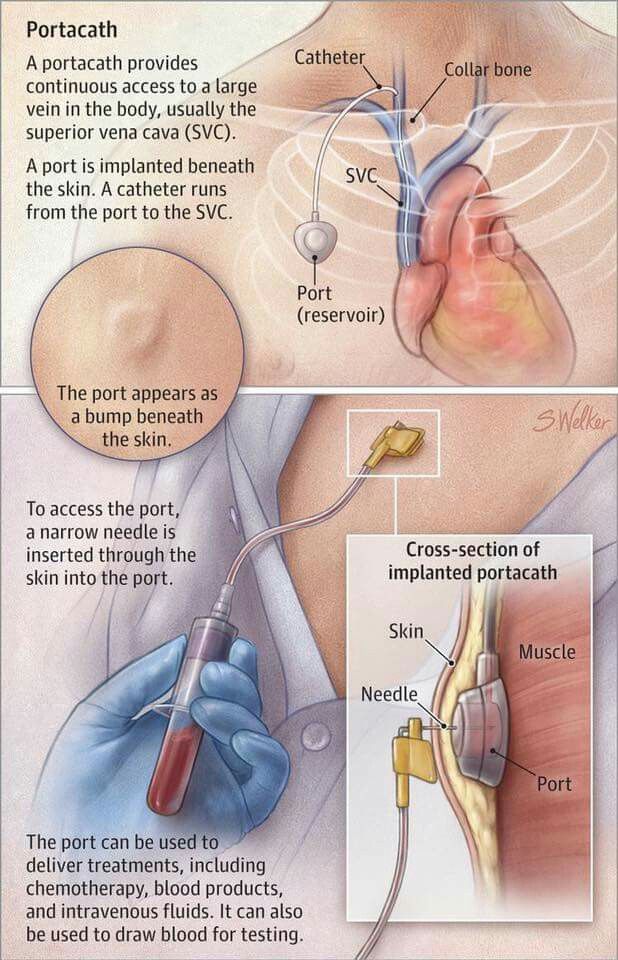 Portacath
A portacath provides
continuous access to a large
vein in the body, usually the
superior vena cava (SVC).
A port is implanted beneath
the skin. A catheter runs
from the port to the SVC.
Catheter
Collar bone
SVC
Port
(reservoir)
The port appears as
a bump beneath
the skin.
S.Welker
To access the port,
a narrow needle is
inserted through the
skin into the port.
Cross-section of
implanted portacath
Skin
Muscle
Needle
Port
The port can be used to
deliver treatments, including
chemotherapy, blood products,
and intravenous fluids. It can also
be used to draw blood for testing.